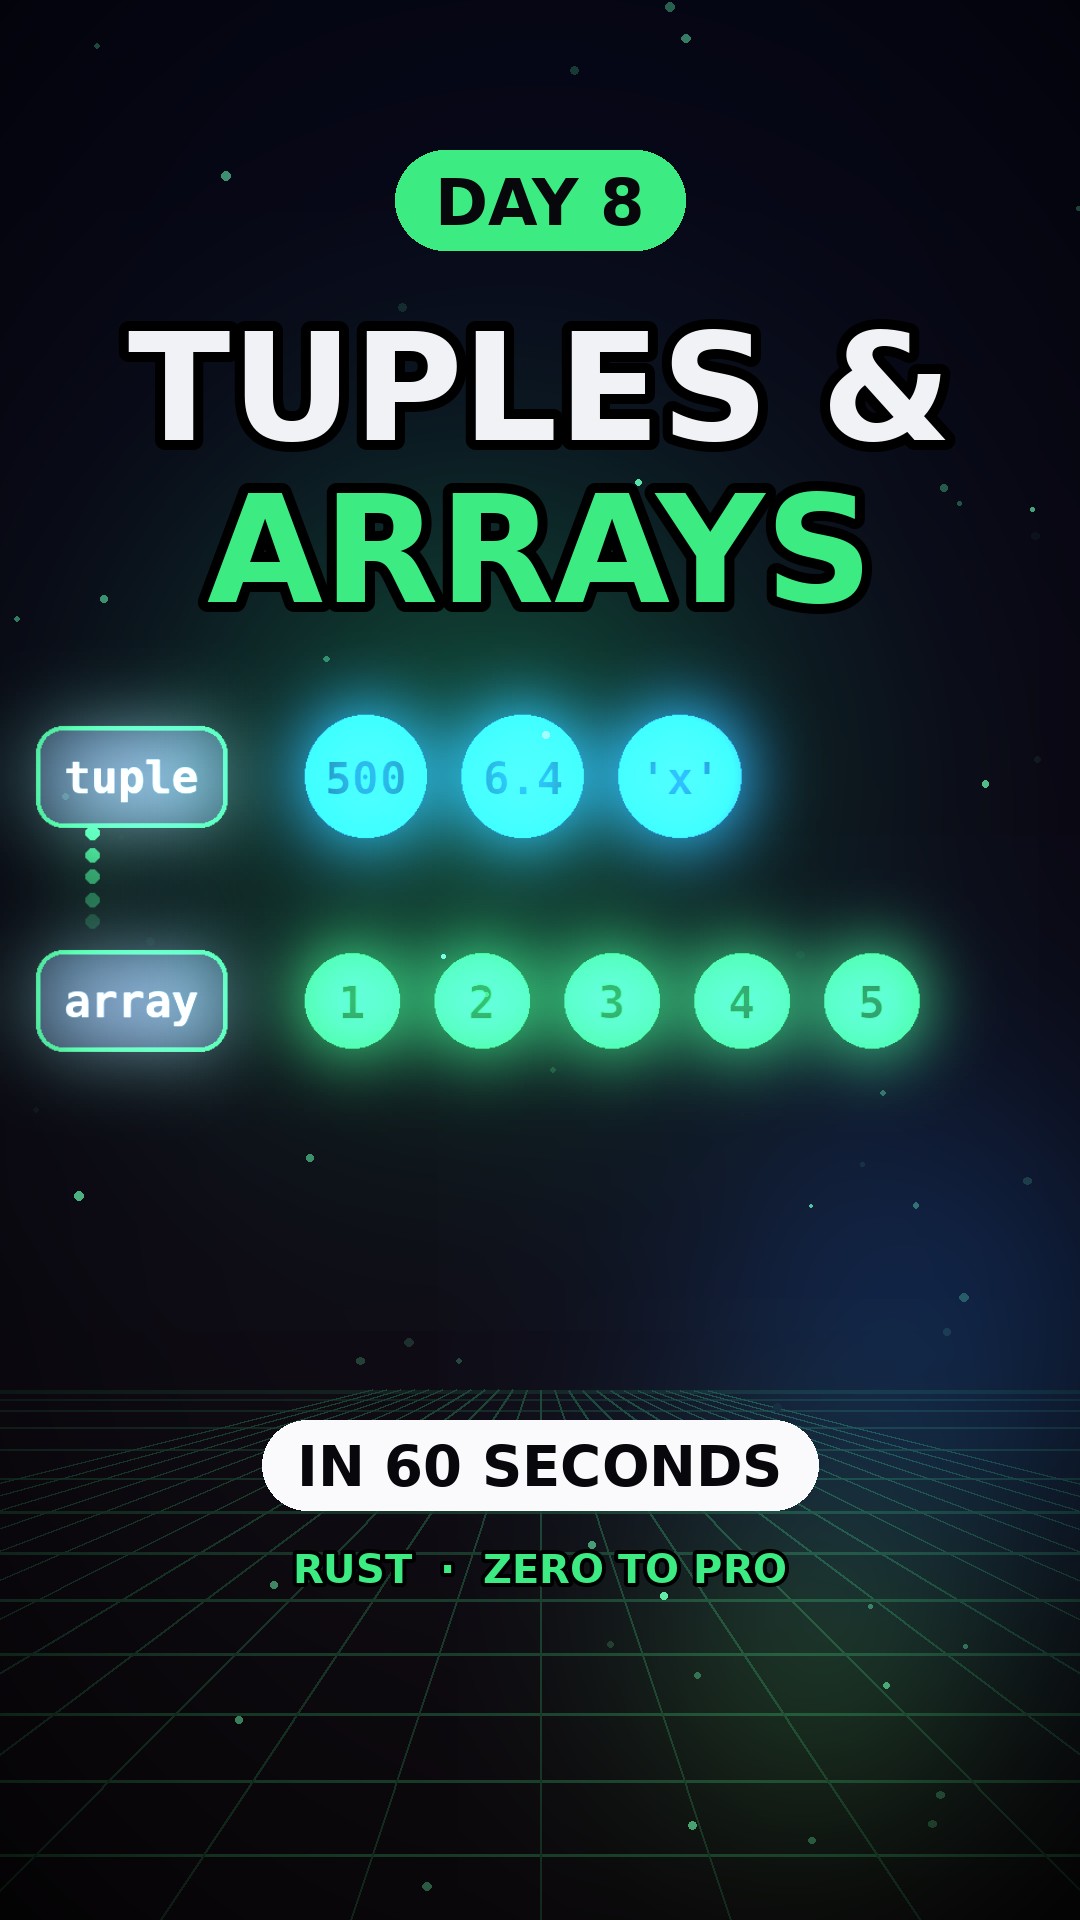 DAY 8
TUPLES &
ARRAYS
tuple 500 6.4 'x'
array 1 2 3 4 5
IN 60 SECONDS
RUST · ZERO TO PRO